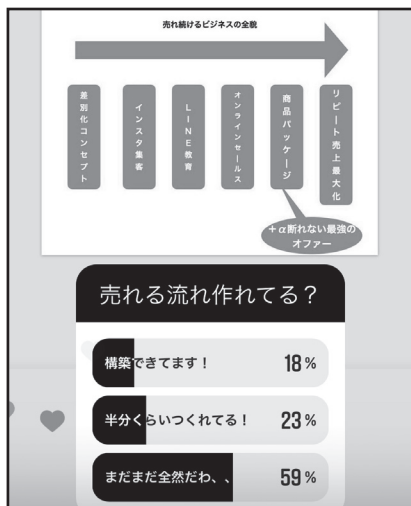 売れ続けるビジネスの全貌
差別化コンセプト
インスタ集客
LINE教育
オンラインセールス
商品パッケージ
リピート売上最大化
+α断れない最強の
オファー
売れる流れ作れてる？
構築できてます！ 18%
半分くらいつくれてる！ 23%
まだまだ全然だわ、、 59%